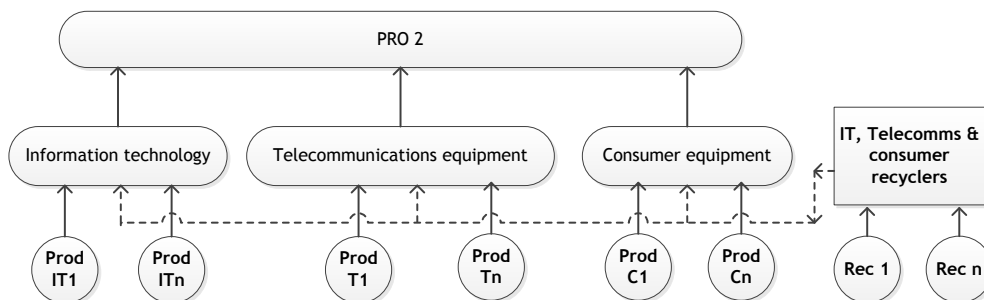 PRO 2
Information technology
Telecommunications equipment
Consumer equipment
IT, Telecomms &
consumer
recyclers
Prod
IT1
Prod
ITn
Prod
T1
Prod
Tn
Prod
C1
Prod
Cn
Rec 1
Rec n